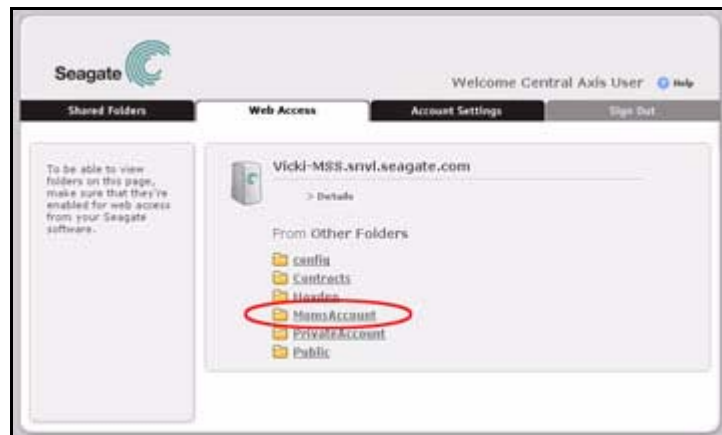 Seagate
Welcome Central Axis User Help
Shared Folders Web Access Account Settings Sign Out
To be able to view
folders on this page,
make sure that they're
enabled for web access
from your Seagate
software.
Vicki-MSS.snvl.seagate.com
> Details
From Other Folders
config
Contracts
MomsAccount
PrivateAccount
Public